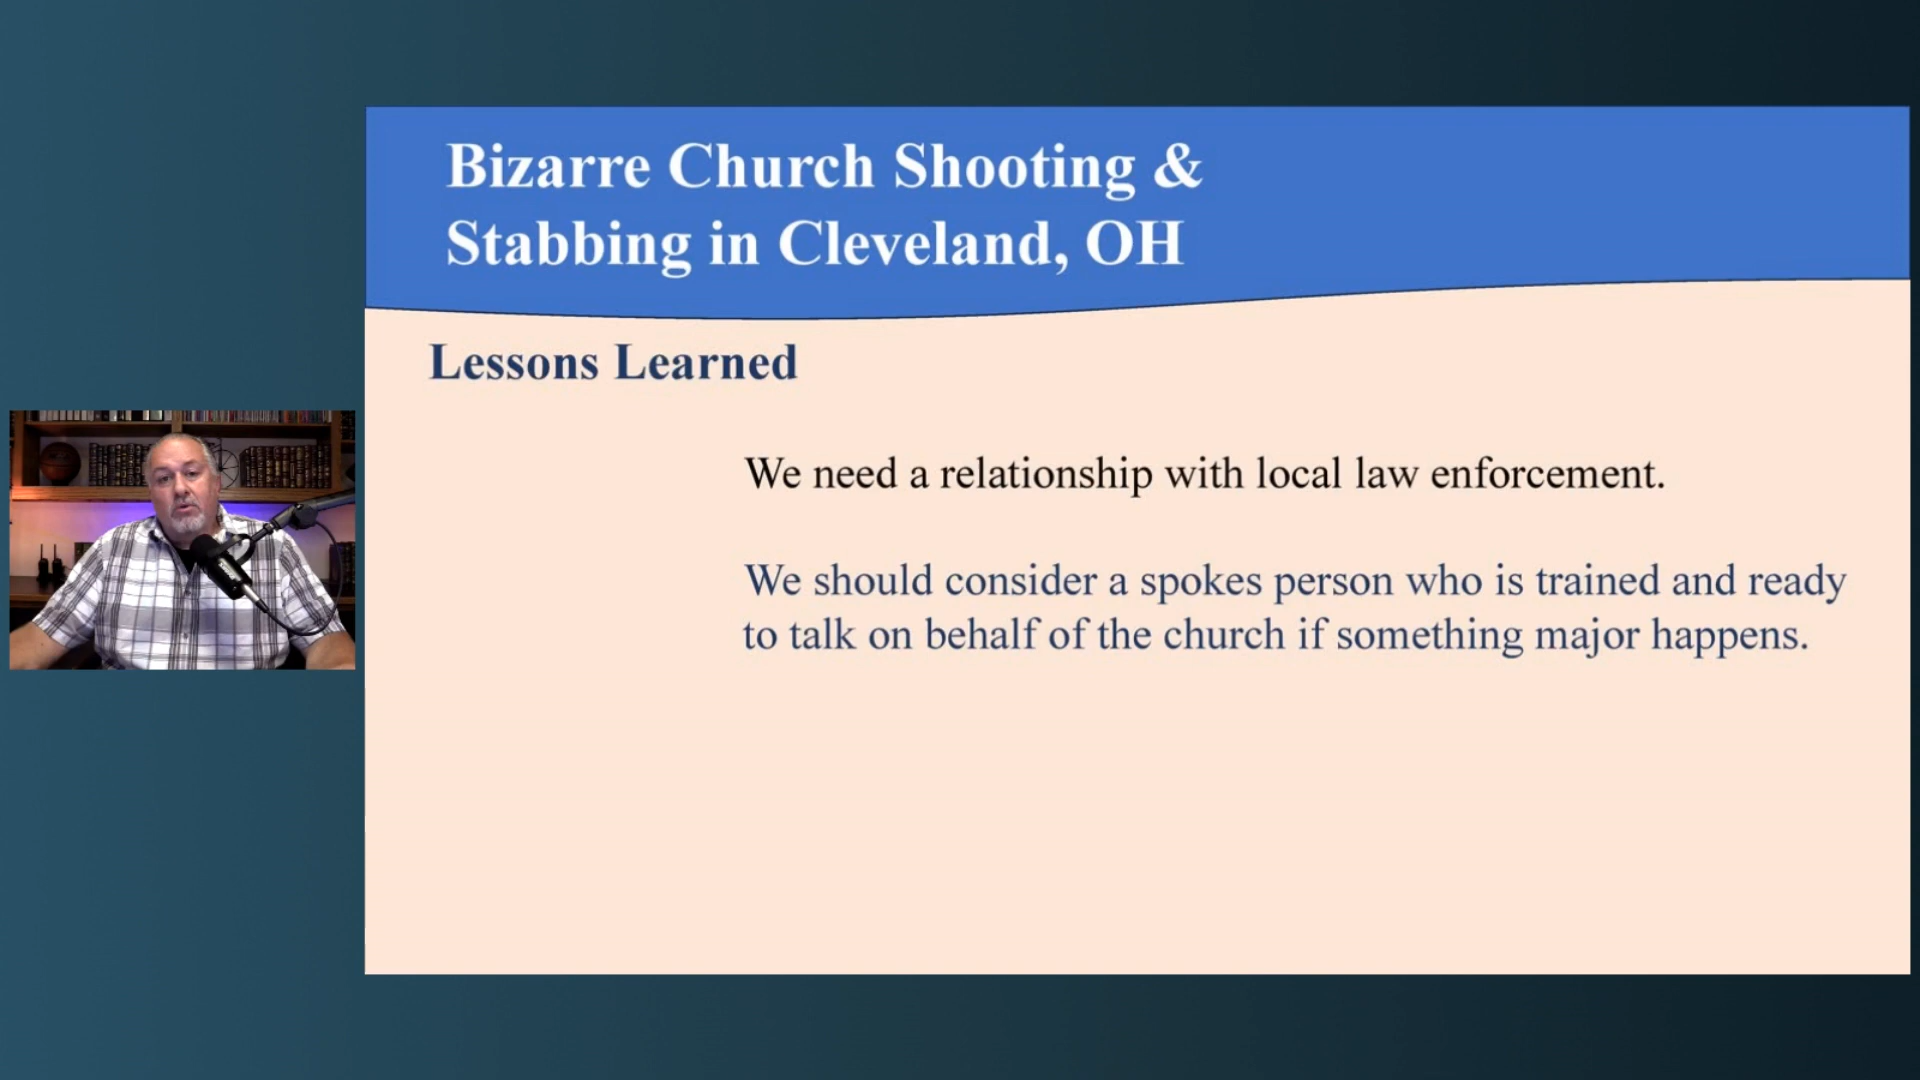 Bizarre Church Shooting &
Stabbing in Cleveland, OH
Lessons Learned
We need a relationship with local law enforcement.
We should consider a spokes person who is trained and ready
to talk on behalf of the church if something major happens.